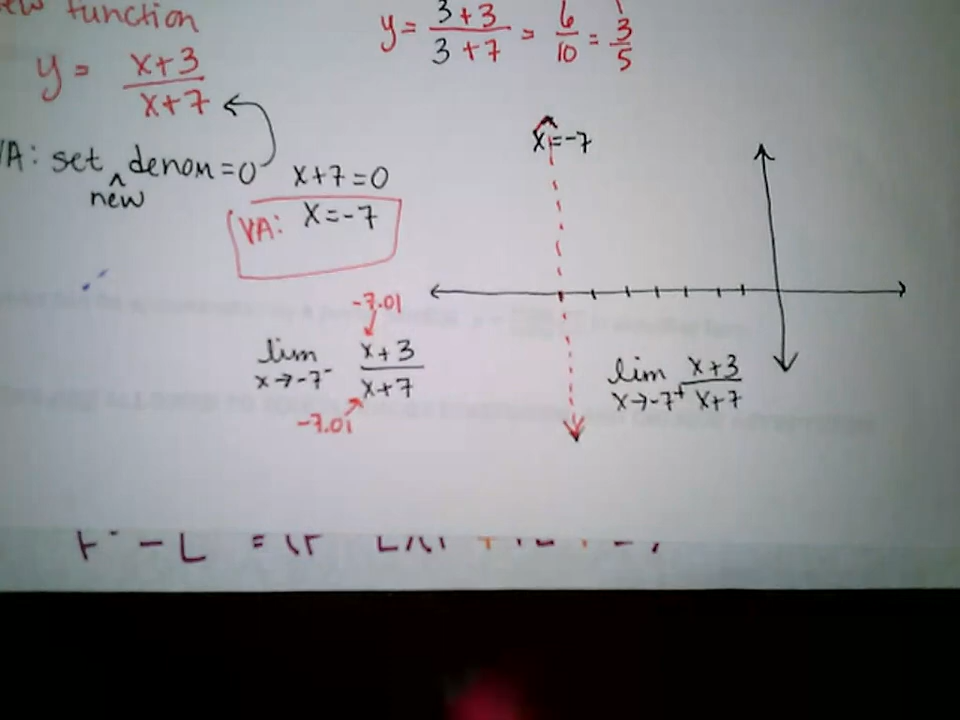 new function
y = x+3 / x+7
y = 3+3 / 3+7 = 6/10 = 3/5
VA: set denom = 0
new
x+7=0
VA: x=-7
x=-7
-7.01
lim x→-7⁻ x+3 / x+7
-7.01
lim x→-7⁺ x+3 / x+7